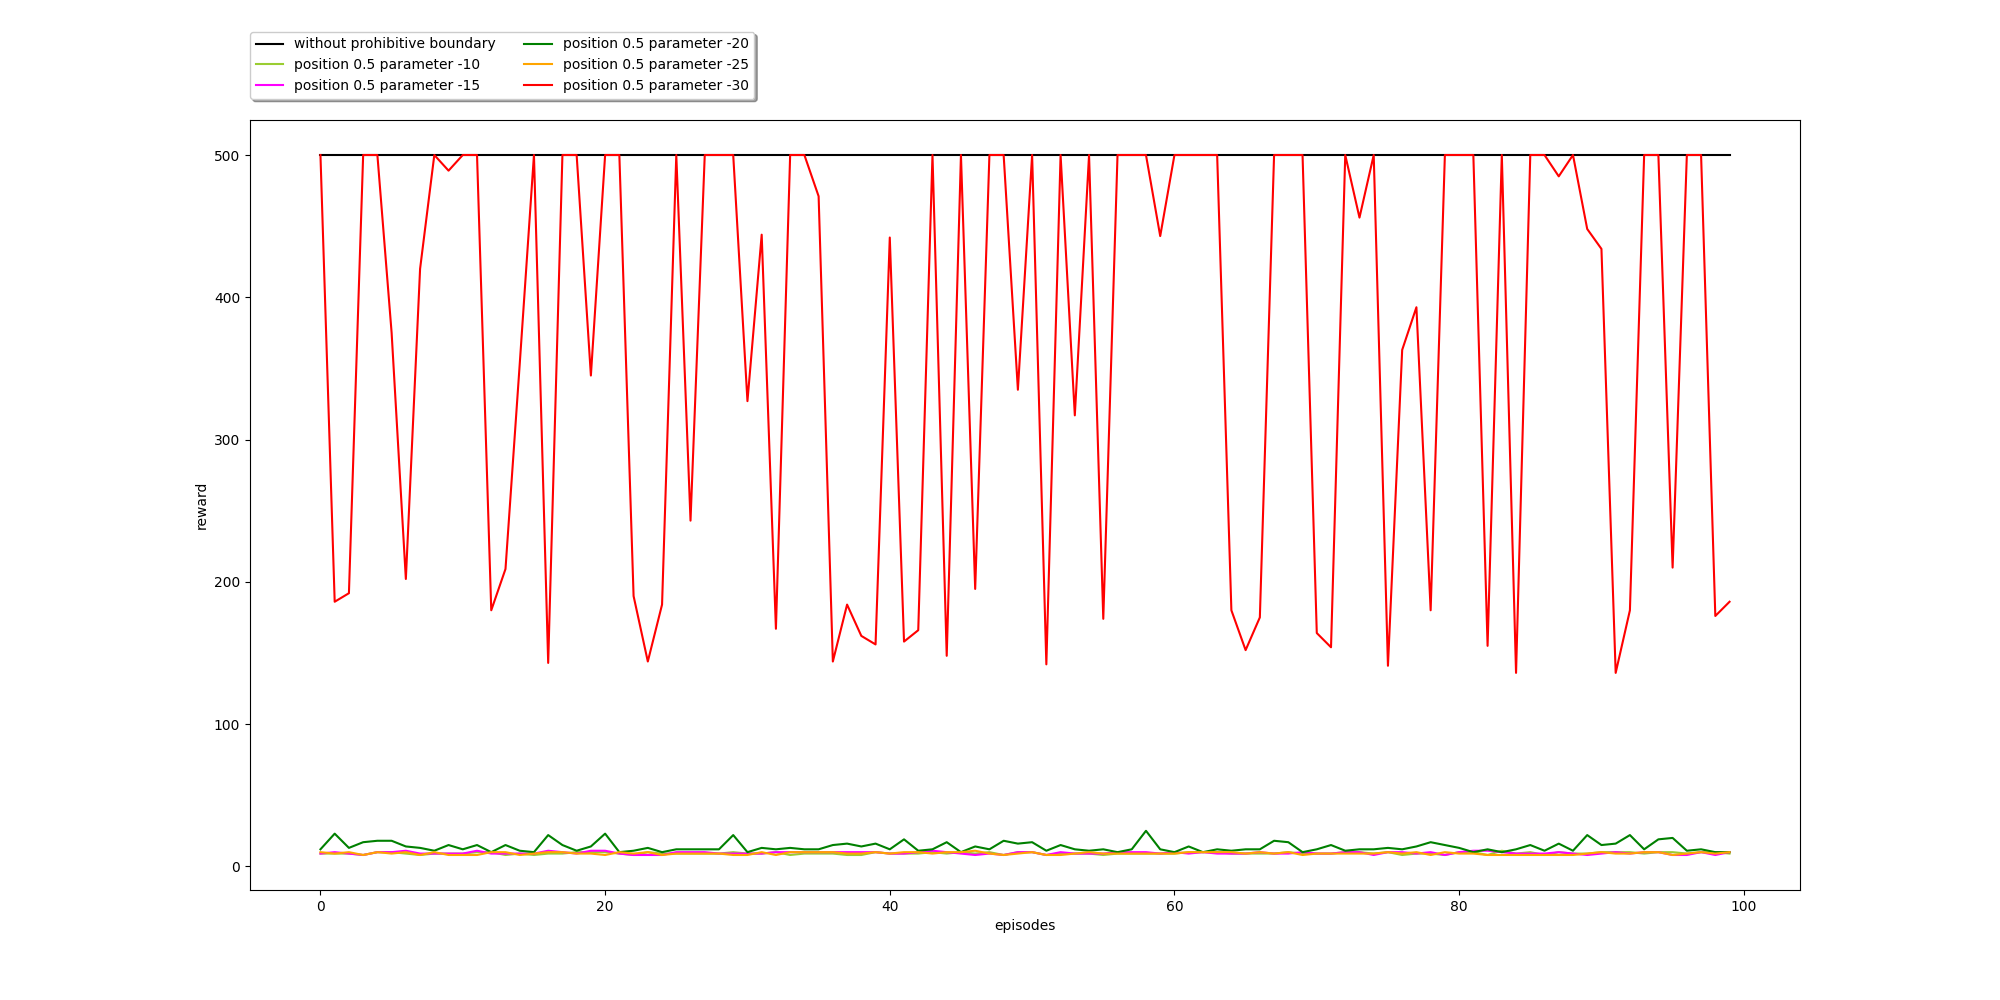 without prohibitive boundary
position 0.5 parameter -10
position 0.5 parameter -15
position 0.5 parameter -20
position 0.5 parameter -25
position 0.5 parameter -30
500
400
300
200
100
0
reward
0 20 40 60 80 100
episodes